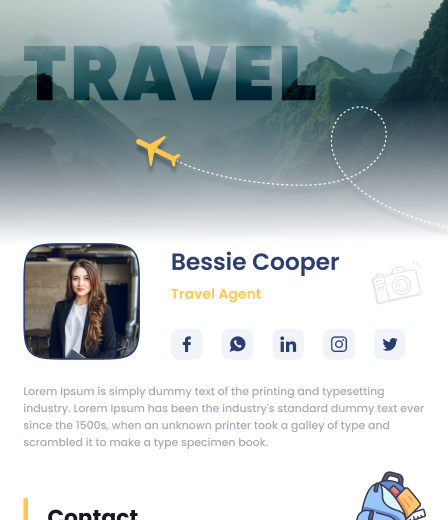 TRAVEL
Bessie Cooper
Travel Agent
Lorem Ipsum is simply dummy text of the printing and typesetting
industry. Lorem Ipsum has been the industry's standard dummy text ever
since the 1500s, when an unknown printer took a galley of type and
scrambled it to make a type specimen book.
Contact